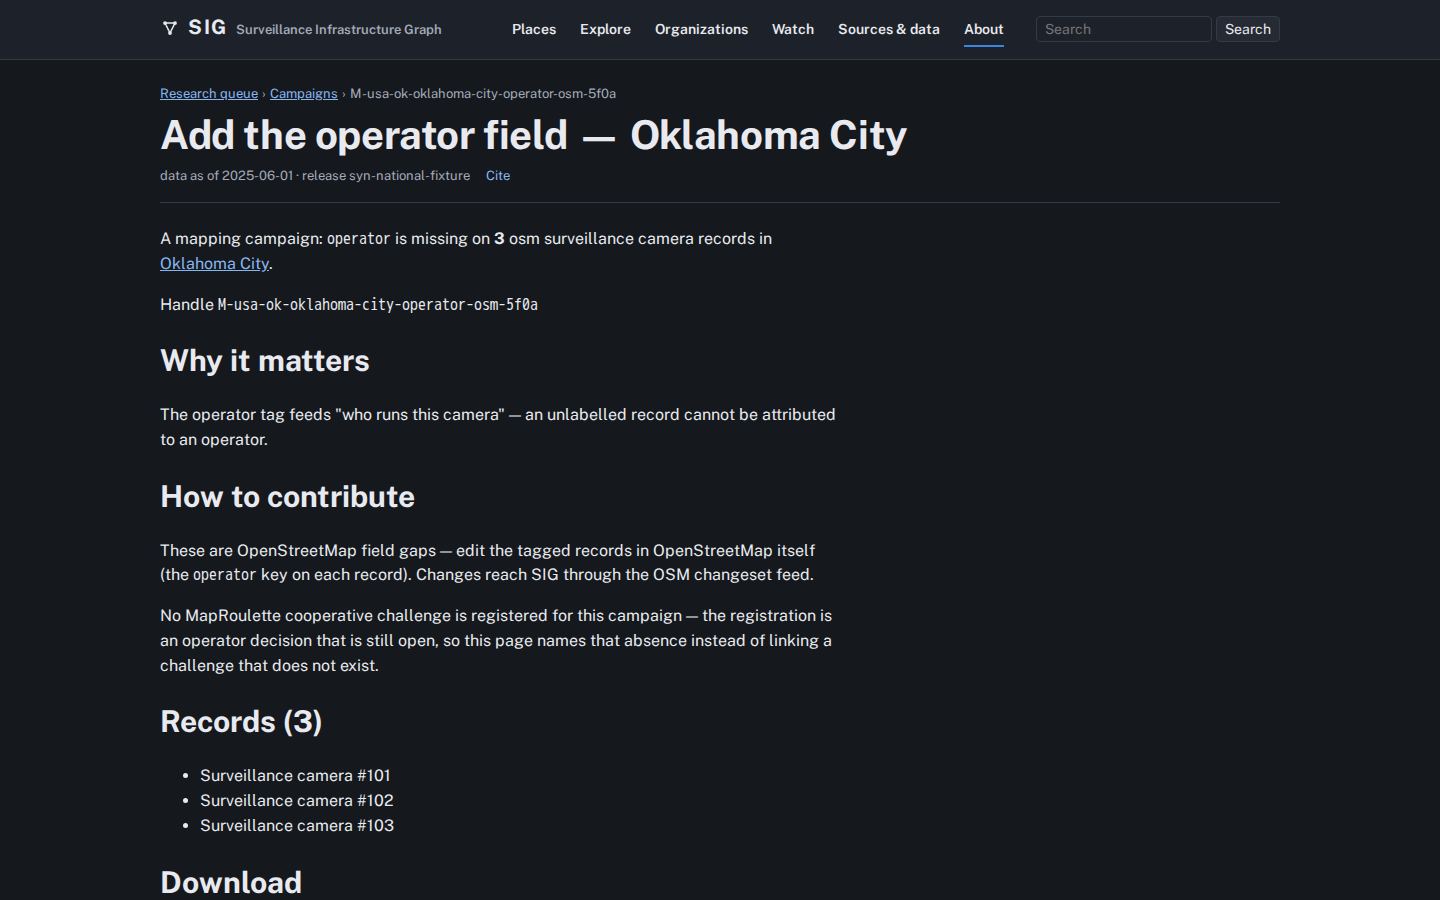 SIG Surveillance Infrastructure Graph Places Explore Organizations Watch Sources & data About Search Search
Research queue › Campaigns › M-usa-ok-oklahoma-city-operator-osm-5f0a
Add the operator field — Oklahoma City
data as of 2025-06-01 · release syn-national-fixture Cite
A mapping campaign: operator is missing on 3 osm surveillance camera records in
Oklahoma City.
Handle M-usa-ok-oklahoma-city-operator-osm-5f0a
Why it matters
The operator tag feeds "who runs this camera" — an unlabelled record cannot be attributed
to an operator.
How to contribute
These are OpenStreetMap field gaps — edit the tagged records in OpenStreetMap itself
(the operator key on each record). Changes reach SIG through the OSM changeset feed.
No MapRoulette cooperative challenge is registered for this campaign — the registration is
an operator decision that is still open, so this page names that absence instead of linking a
challenge that does not exist.
Records (3)
• Surveillance camera #101
• Surveillance camera #102
• Surveillance camera #103
Download